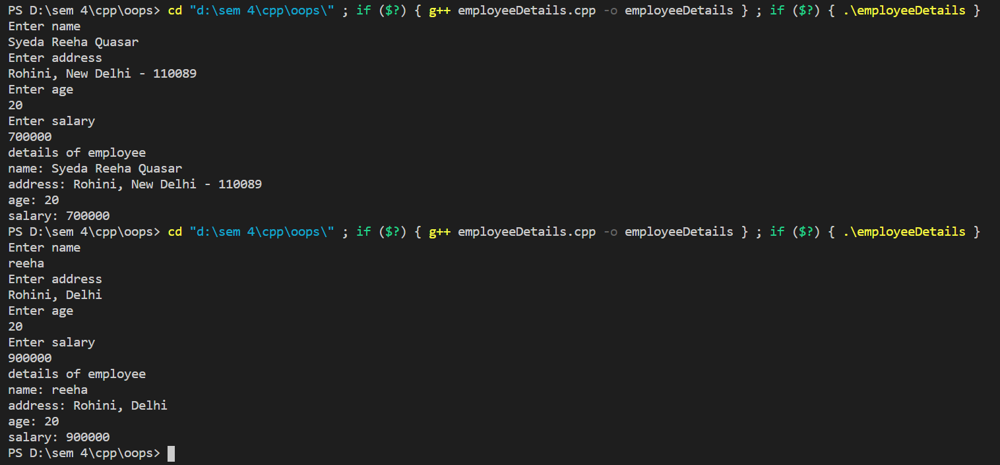 PS D:\sem 4\cpp\oops> cd "d:\sem 4\cpp\oops\" ; if ($?) { g++ employeeDetails.cpp -o employeeDetails } ; if ($?) { .\employeeDetails }
Enter name
Syeda Reeha Quasar
Enter address
Rohini, New Delhi - 110089
Enter age
20
Enter salary
700000
details of employee
name: Syeda Reeha Quasar
address: Rohini, New Delhi - 110089
age: 20
salary: 700000
PS D:\sem 4\cpp\oops> cd "d:\sem 4\cpp\oops\" ; if ($?) { g++ employeeDetails.cpp -o employeeDetails } ; if ($?) { .\employeeDetails }
Enter name
reeha
Enter address
Rohini, Delhi
Enter age
20
Enter salary
900000
details of employee
name: reeha
address: Rohini, Delhi
age: 20
salary: 900000
PS D:\sem 4\cpp\oops>